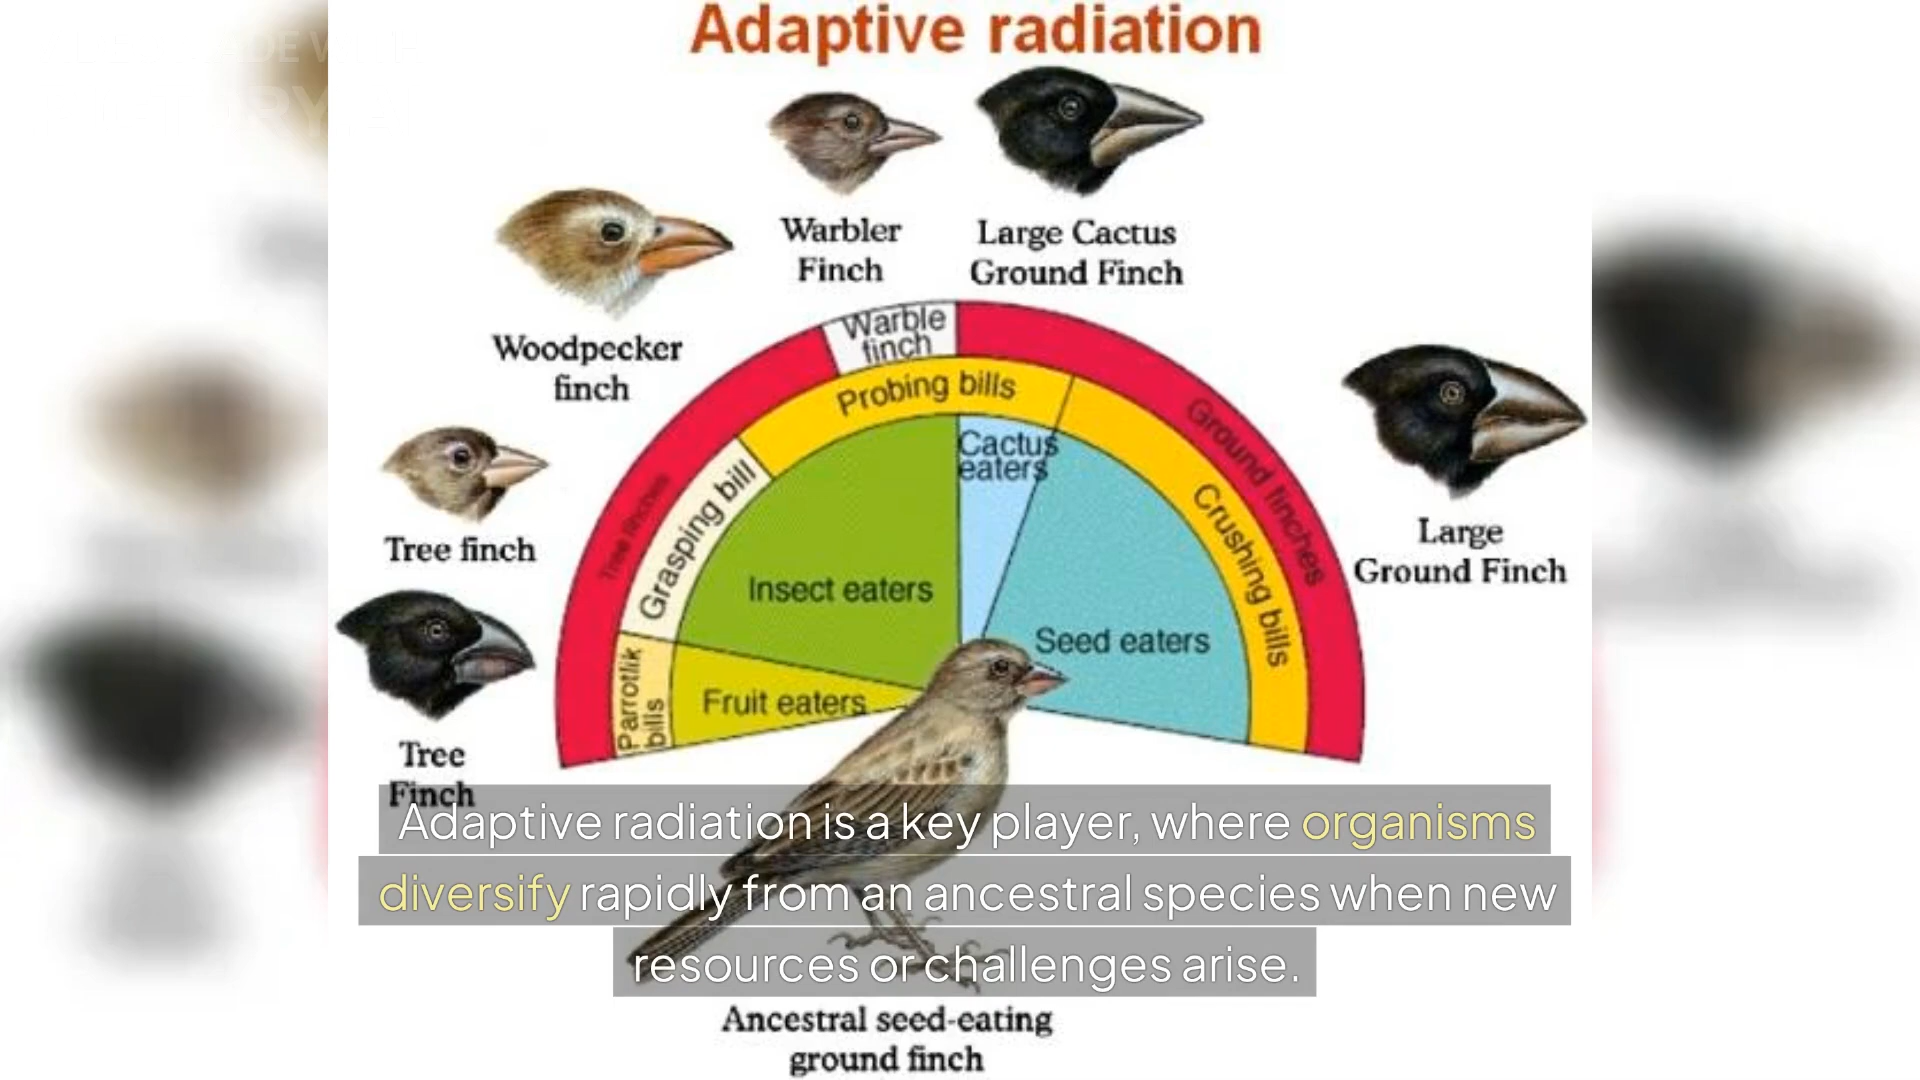 Adaptive radiation
Warbler
Finch
Large Cactus
Ground Finch
Woodpecker
finch
Tree finch
Tree
Finch
Large
Ground Finch
Warble
finch
Probing bills
Cactus
eaters
Ground finches
Tree finches
Grasping bill
Crushing bills
Insect eaters
Seed eaters
Parrotlik
bills
Fruit eaters
Adaptive radiation is a key player, where organisms
diversify rapidly from an ancestral species when new
resources or challenges arise.
Ancestral seed-eating
ground finch